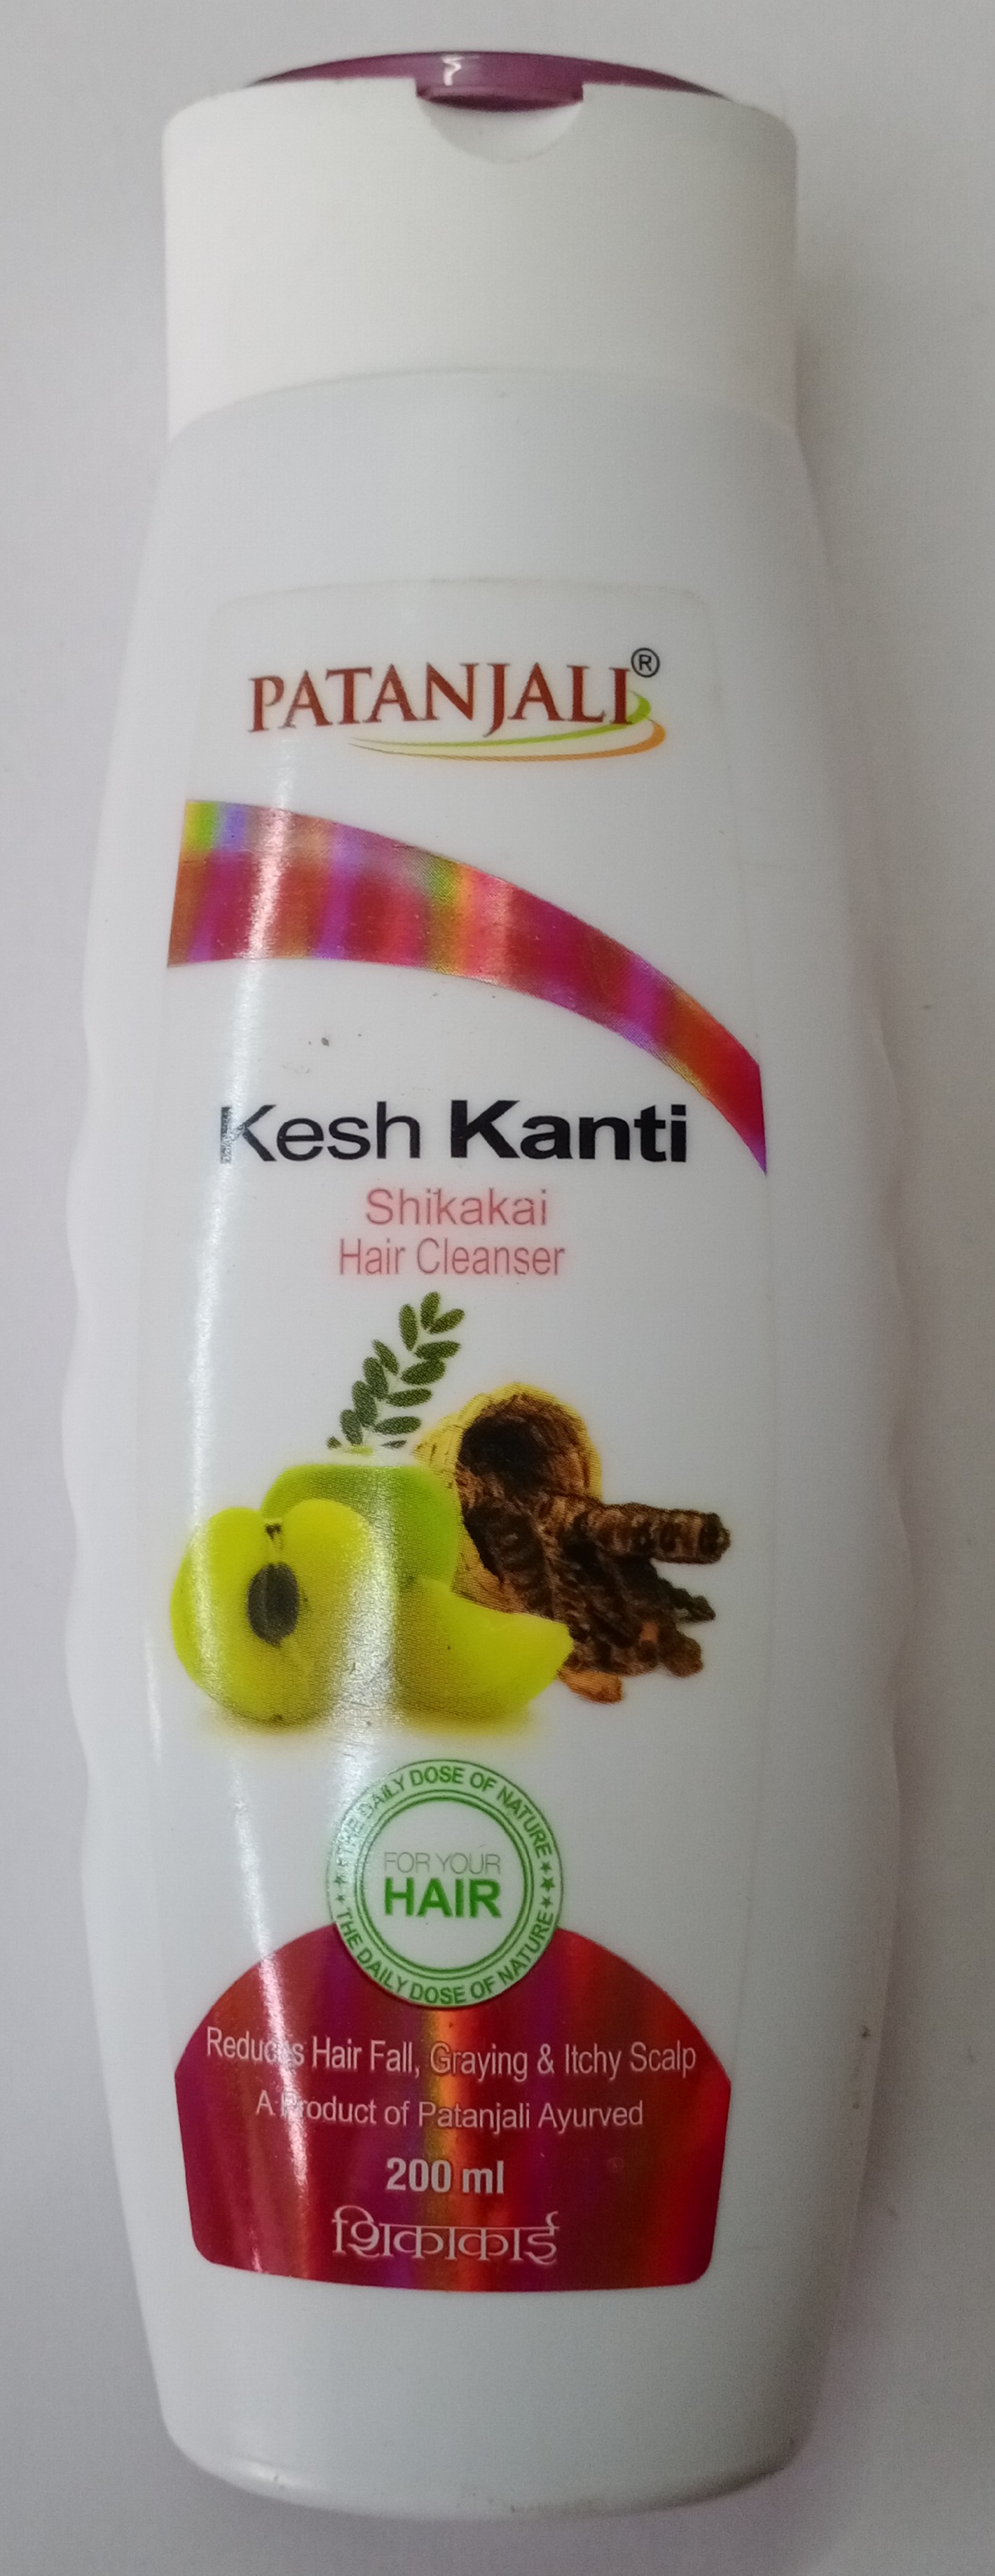 PATANJALI®
Kesh Kanti
Shikakai
Hair Cleanser
THE DAILY DOSE OF NATURE
FOR YOUR
HAIR
THE DAILY DOSE OF NATURE
Reduces Hair Fall, Graying & Itchy Scalp
A Product of Patanjali Ayurved
200 ml
शिकाकाई